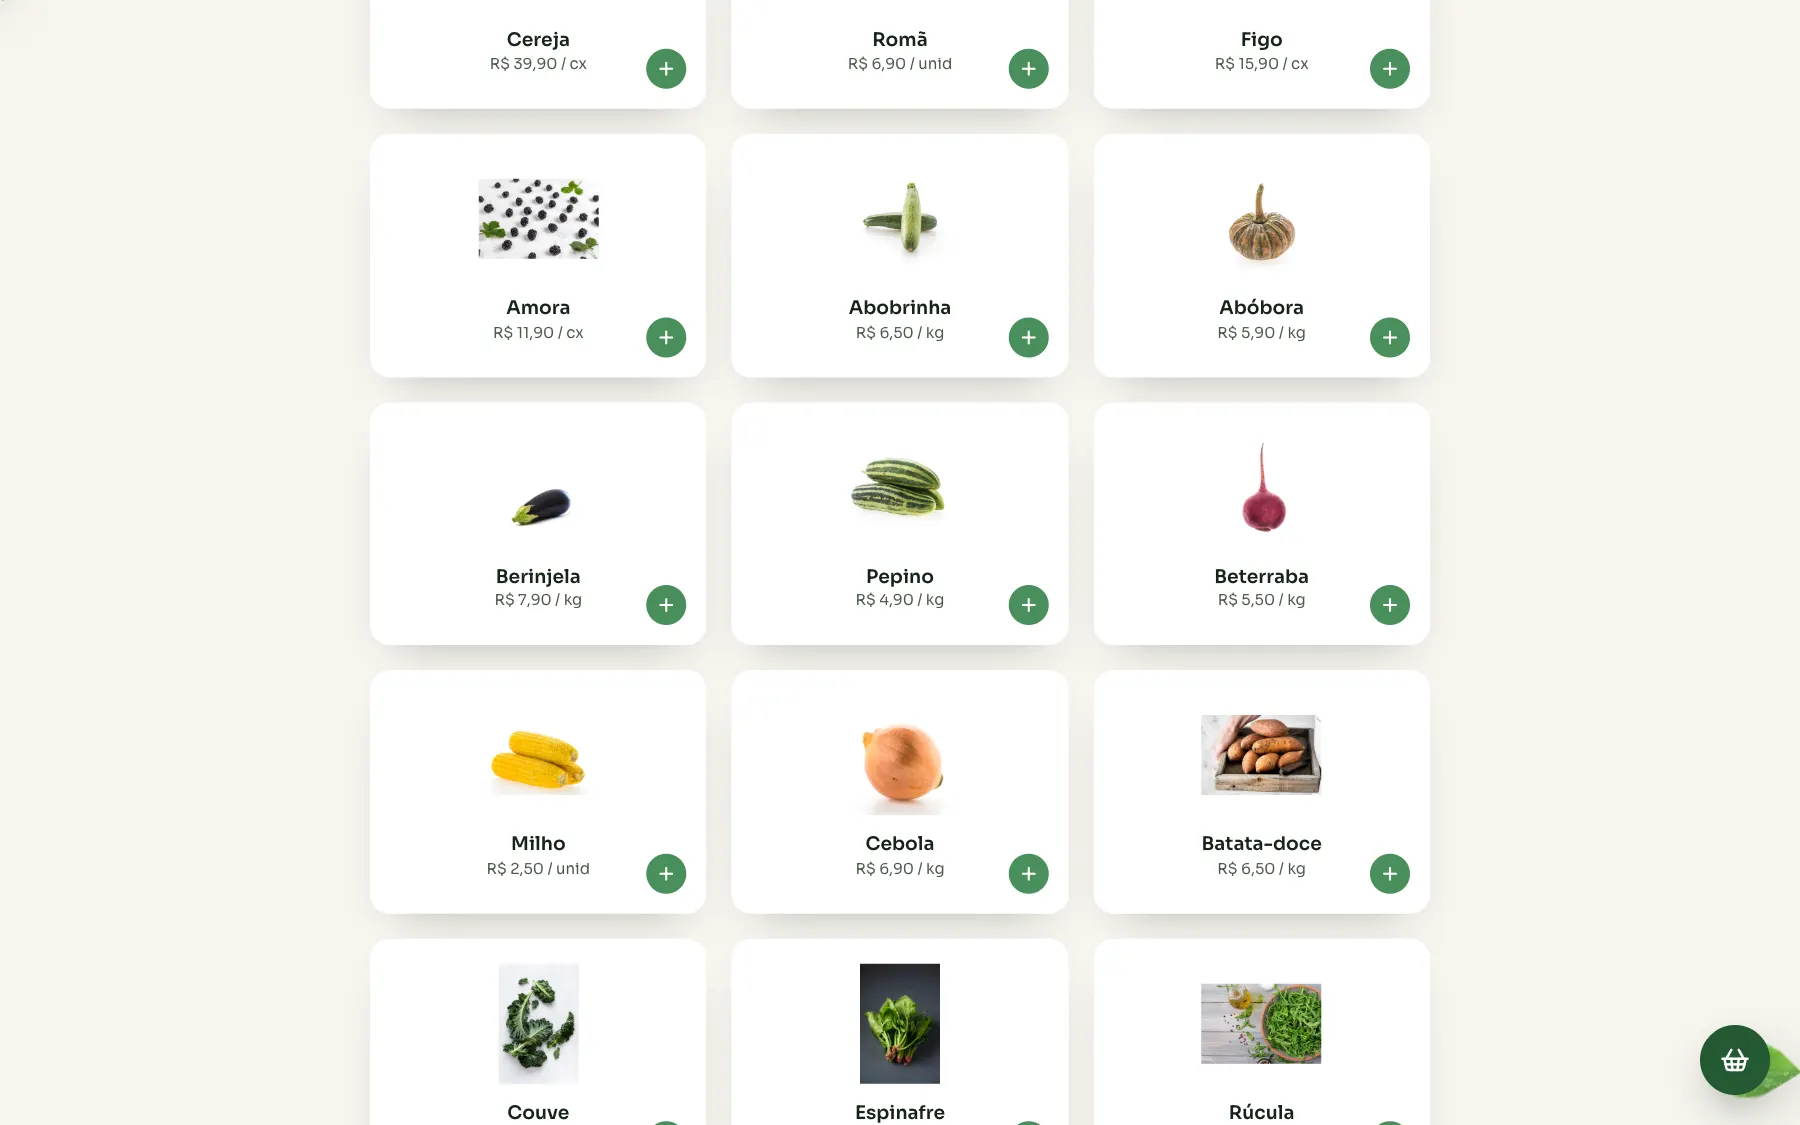 Cereja
R$ 39,90 / cx
Romã
R$ 6,90 / unid
Figo
R$ 15,90 / cx
Amora
R$ 11,90 / cx
Abobrinha
R$ 6,50 / kg
Abóbora
R$ 5,90 / kg
Berinjela
R$ 7,90 / kg
Pepino
R$ 4,90 / kg
Beterraba
R$ 5,50 / kg
Milho
R$ 2,50 / unid
Cebola
R$ 6,90 / kg
Batata-doce
R$ 6,50 / kg
Couve
Espinafre
Rúcula